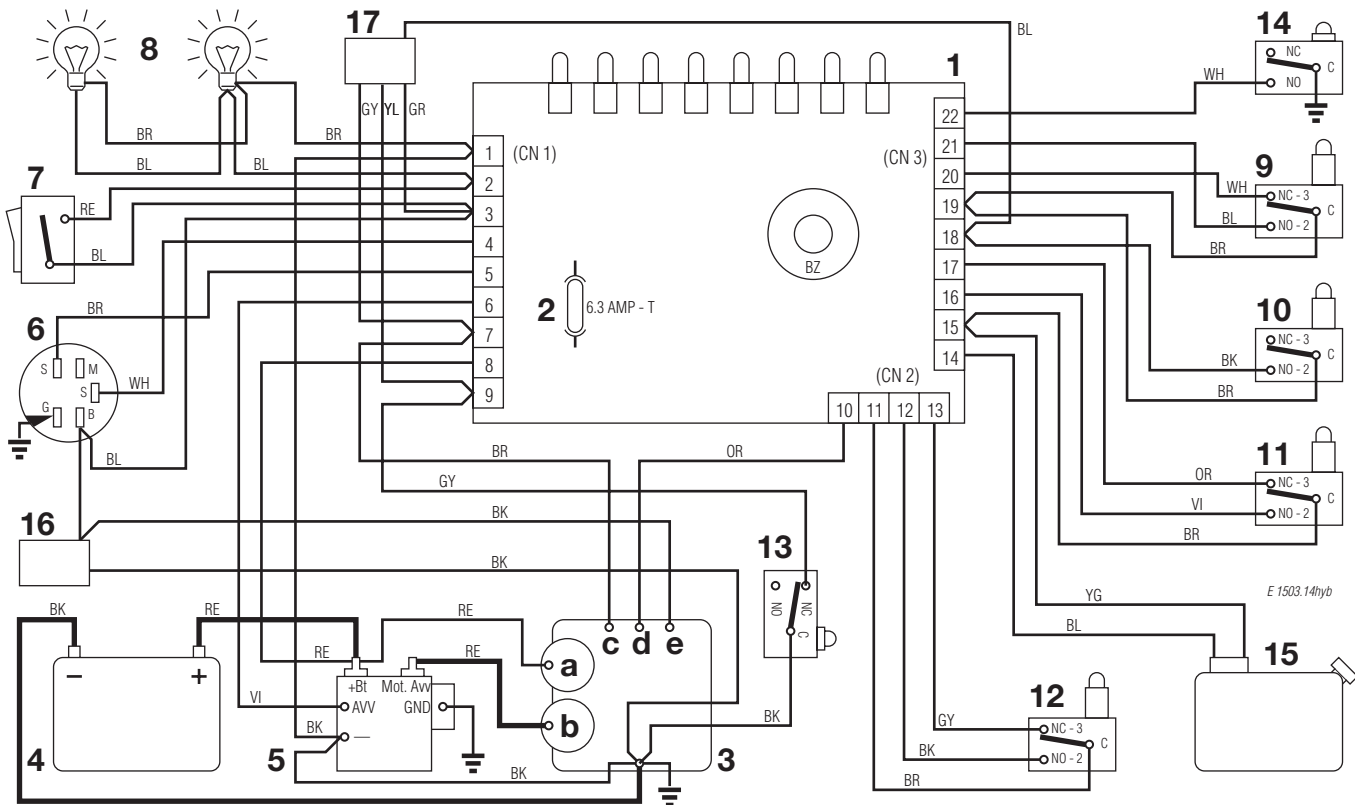 8
17
1
14
BL
NC
C
NO
WH
GY YL GR
BR
BR
BL
BL
7
RE
BL
1
2
3
4
5
6
7
8
9
(CN 1)
22
21
20
19
18
17
16
15
14
(CN 3)
BZ
2
6.3 AMP - T
(CN 2)
10 11 12 13
9
WH
NC - 3
C
BL
NO - 2
BR
10
NC - 3
C
BK
NO - 2
BR
11
OR
NC - 3
C
VI
NO - 2
BR
6
BR
S
M
S
WH
G
B
BL
BR
OR
GY
16
BK
BK
13
NO
NC
C
E 1503.14hyb
YG
BL
15
BK
RE
RE
RE
RE
–
+
4
VI
+Bt
Mot. Avv
AVV
GND
BK
—
5
BK
c d e
a
b
3
BK
12
GY
NC - 3
C
BK
NO - 2
BR